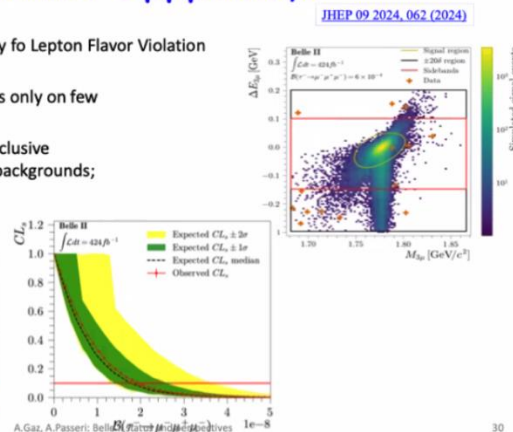 JHEP 09 2024, 062 (2024)
y fo Lepton Flavor Violation
s only on few
clusive
backgrounds;
Belle II
∫ℒdt = 424 fb⁻¹
Signal region
±20δ region
Sidebands
Data
ΔE₃μ [GeV]
0.3
0.2
0.1
0.0
−0.1
1.70
1.75
1.80
1.85
M₃μ [GeV/c²]
10²
10¹
Belle II
∫ℒdt = 424 fb⁻¹
Expected CLₛ ±2σ
Expected CLₛ ±1σ
Expected CLₛ median
Observed CLₛ
CLₛ
1.2
1.0
0.8
0.6
0.4
0.2
0.0
0 1 2 3 4 5
1e−8
A.Gaz, A.Passeri; Belle
30